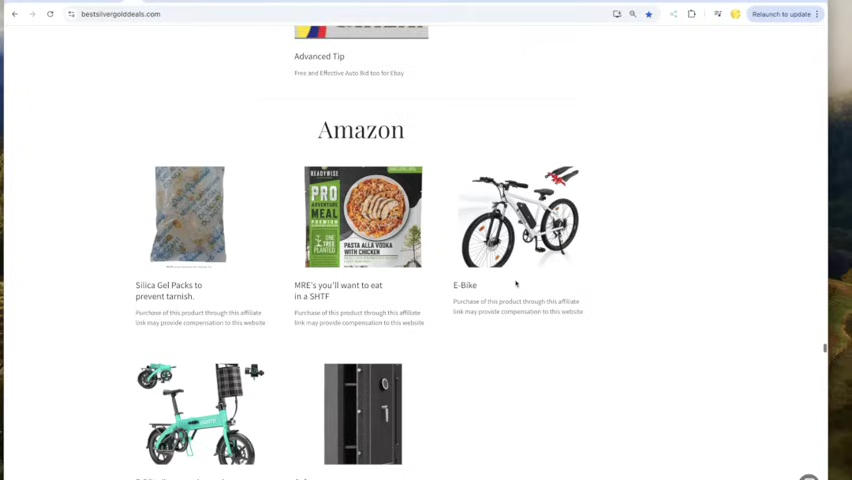 bestsilvergolddeals.com
Relaunch to update
Advanced Tip
Free and Effective Auto Bid too for Ebay
Amazon
READYWISE
PRO
ADVENTURE
MEAL
PREMIUM
ONE
TREE
PLANTED
PASTA ALLA VODKA
WITH CHICKEN
Silica Gel Packs to
prevent tarnish.
Purchase of this product through this affiliate
link may provide compensation to this website
MRE's you'll want to eat
in a SHTF
Purchase of this product through this affiliate
link may provide compensation to this website
E-Bike
Purchase of this product through this affiliate
link may provide compensation to this website